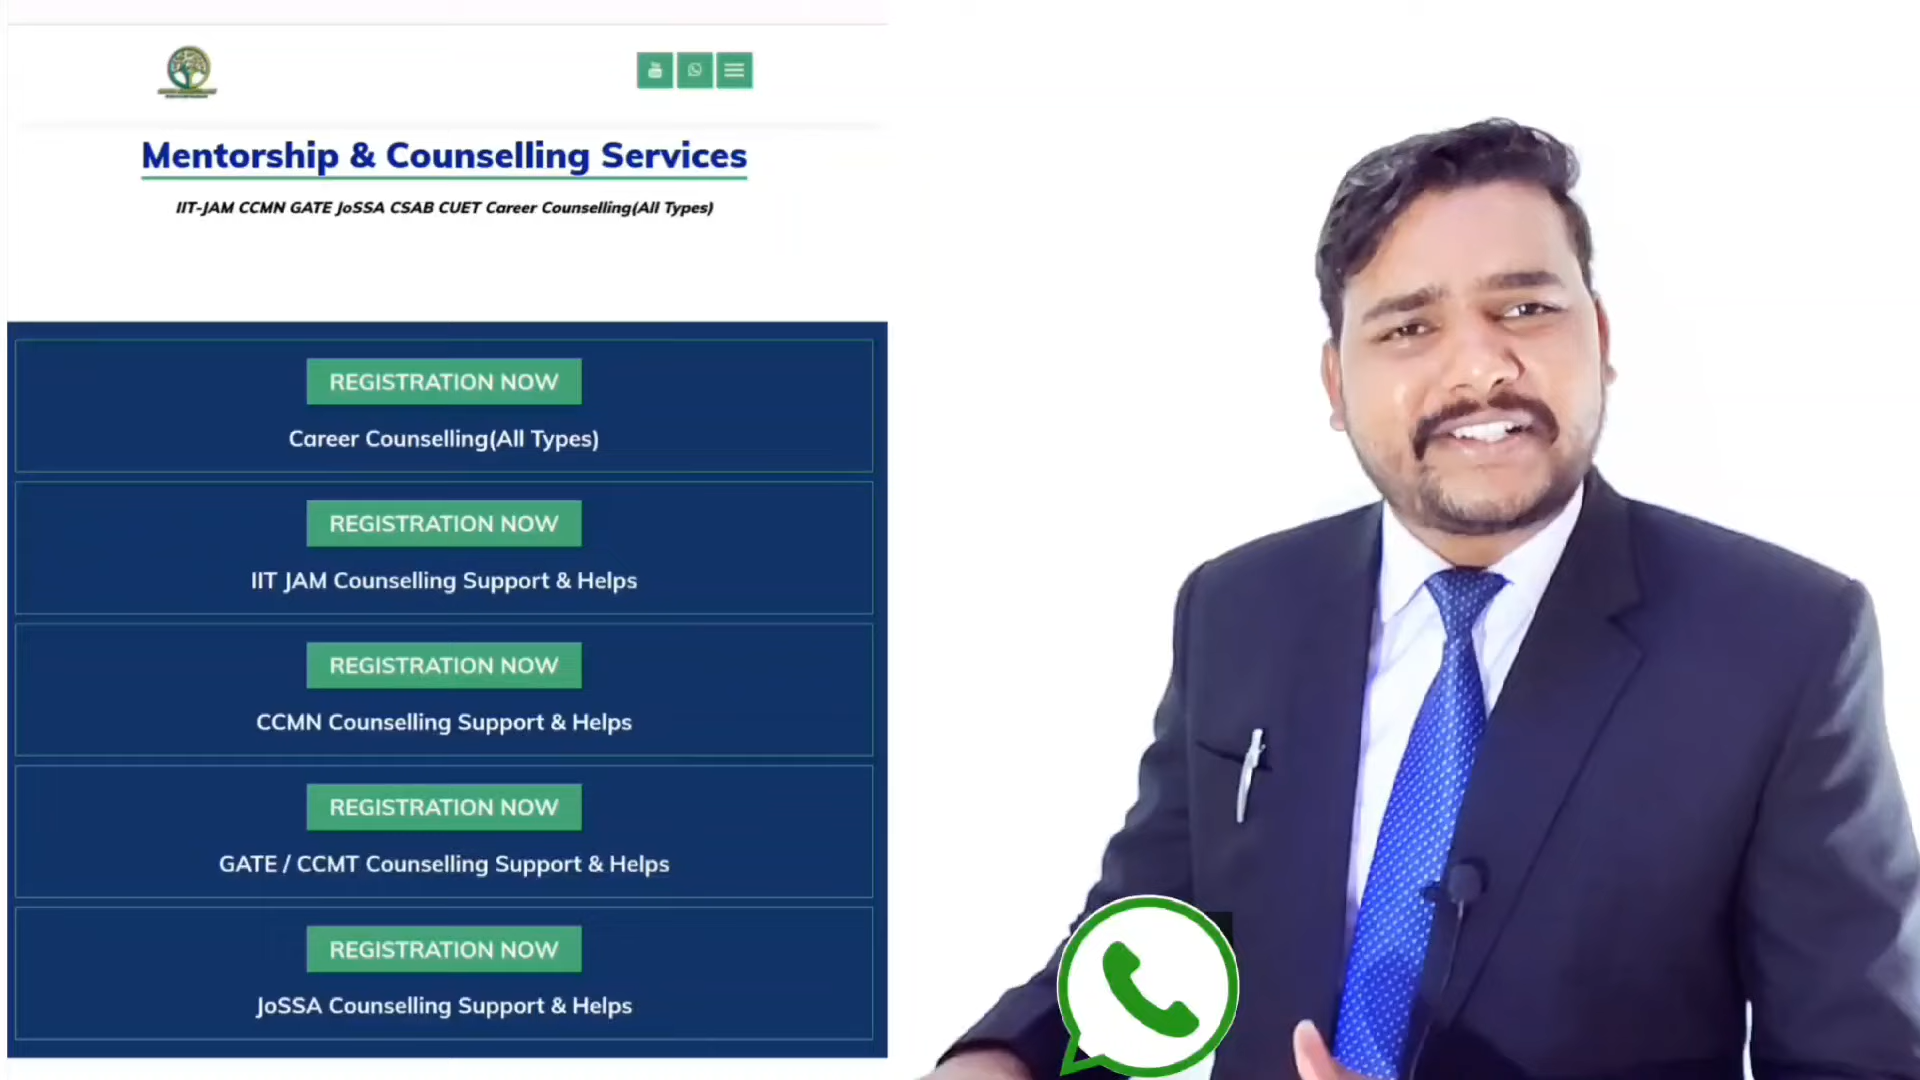 Mentorship & Counselling Services
IIT-JAM CCMN GATE JoSSA CSAB CUET Career Counselling(All Types)
REGISTRATION NOW
Career Counselling(All Types)
REGISTRATION NOW
IIT JAM Counselling Support & Helps
REGISTRATION NOW
CCMN Counselling Support & Helps
REGISTRATION NOW
GATE / CCMT Counselling Support & Helps
REGISTRATION NOW
JoSSA Counselling Support & Helps